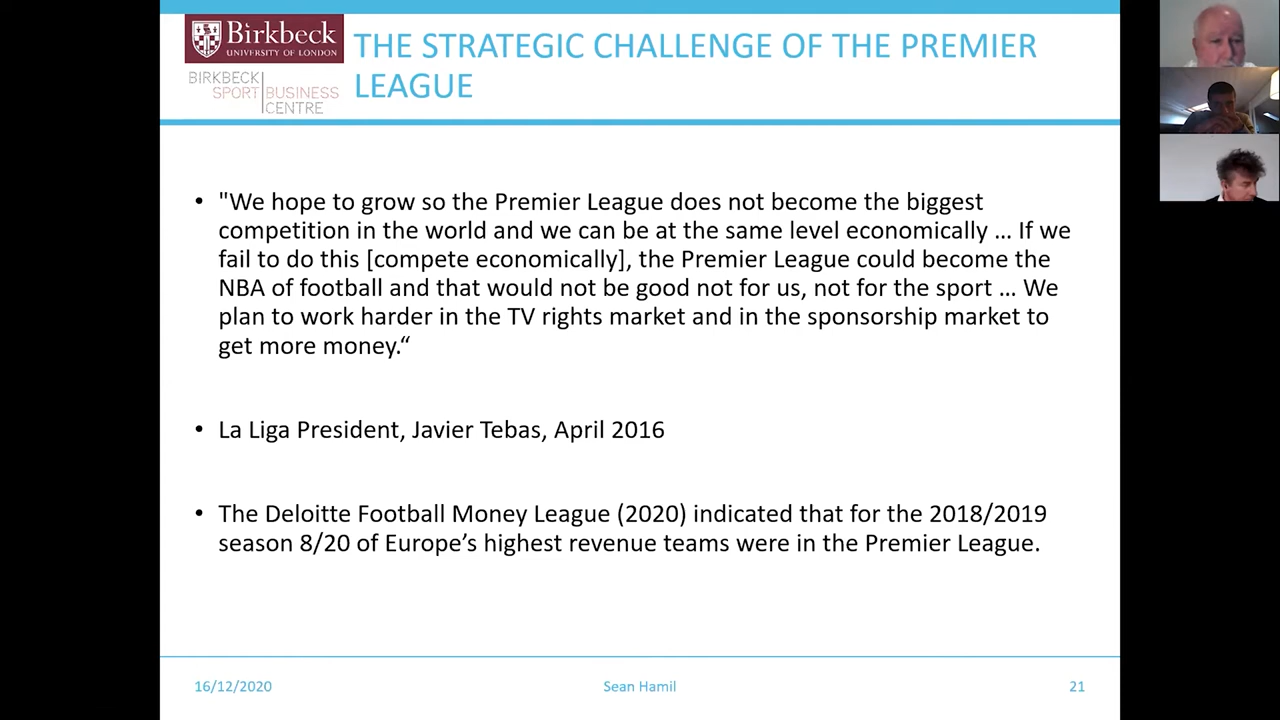 Birkbeck
UNIVERSITY OF LONDON
BIRKBECK
SPORT BUSINESS
CENTRE
THE STRATEGIC CHALLENGE OF THE PREMIER
LEAGUE
• "We hope to grow so the Premier League does not become the biggest
competition in the world and we can be at the same level economically ... If we
fail to do this [compete economically], the Premier League could become the
NBA of football and that would not be good not for us, not for the sport ... We
plan to work harder in the TV rights market and in the sponsorship market to
get more money.“
• La Liga President, Javier Tebas, April 2016
• The Deloitte Football Money League (2020) indicated that for the 2018/2019
season 8/20 of Europe’s highest revenue teams were in the Premier League.
16/12/2020
Sean Hamil
21